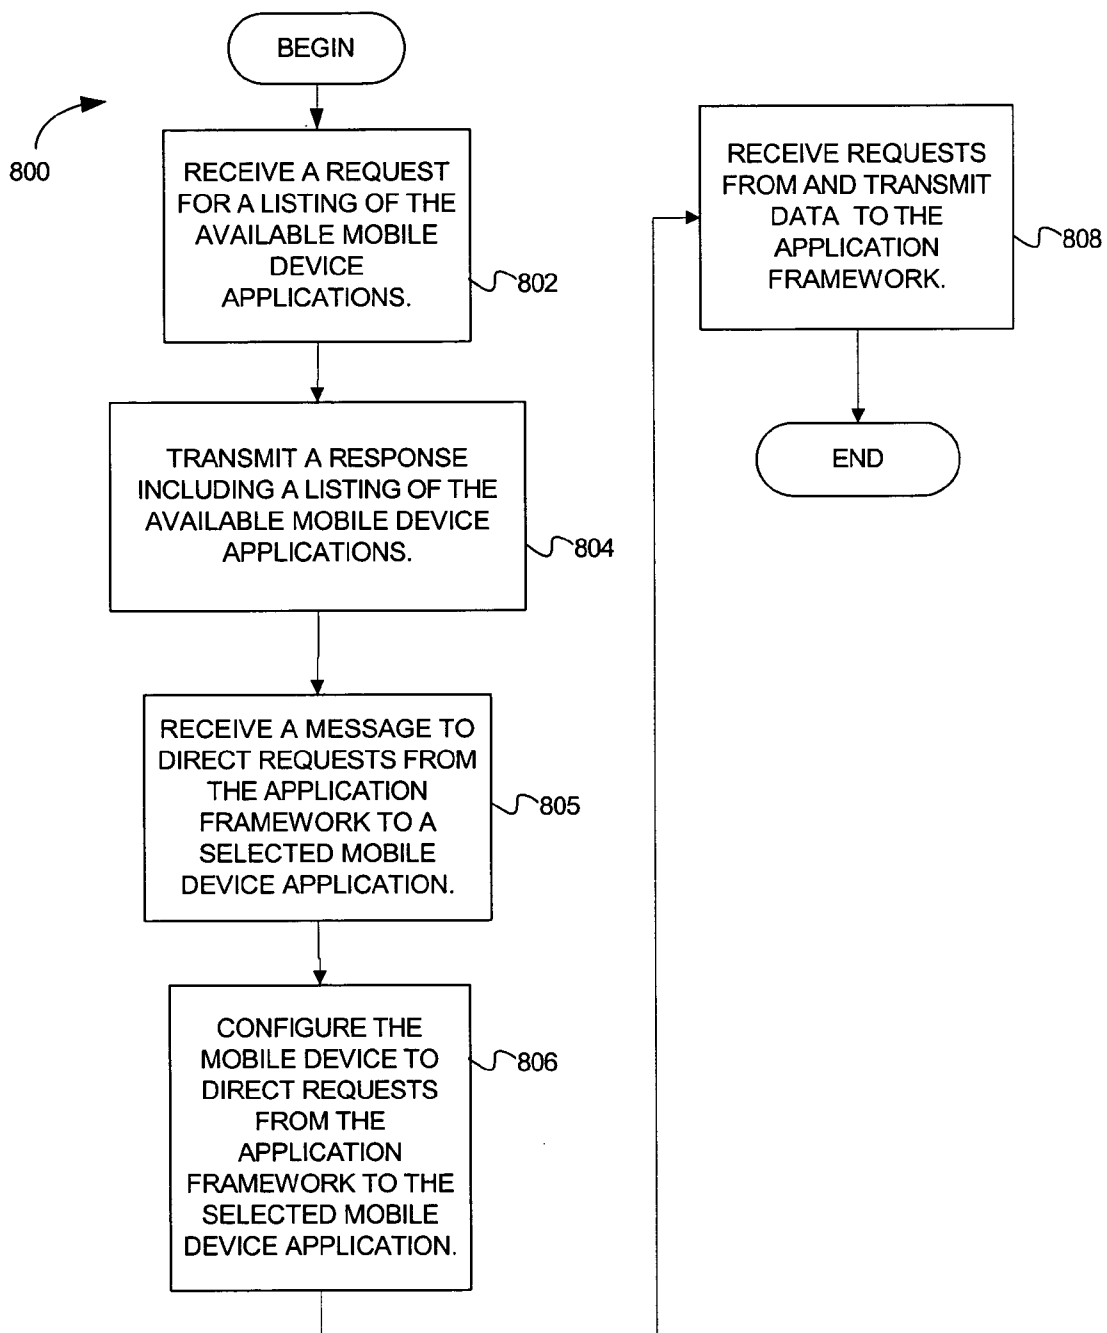 BEGIN
800
RECEIVE A REQUEST
FOR A LISTING OF THE
AVAILABLE MOBILE
DEVICE
APPLICATIONS.
802
TRANSMIT A RESPONSE
INCLUDING A LISTING OF THE
AVAILABLE MOBILE DEVICE
APPLICATIONS.
804
RECEIVE A MESSAGE TO
DIRECT REQUESTS FROM
THE APPLICATION
FRAMEWORK TO A
SELECTED MOBILE
DEVICE APPLICATION.
805
CONFIGURE THE
MOBILE DEVICE TO
DIRECT REQUESTS
FROM THE
APPLICATION
FRAMEWORK TO THE
SELECTED MOBILE
DEVICE APPLICATION.
806
RECEIVE REQUESTS
FROM AND TRANSMIT
DATA TO THE
APPLICATION
FRAMEWORK.
808
END